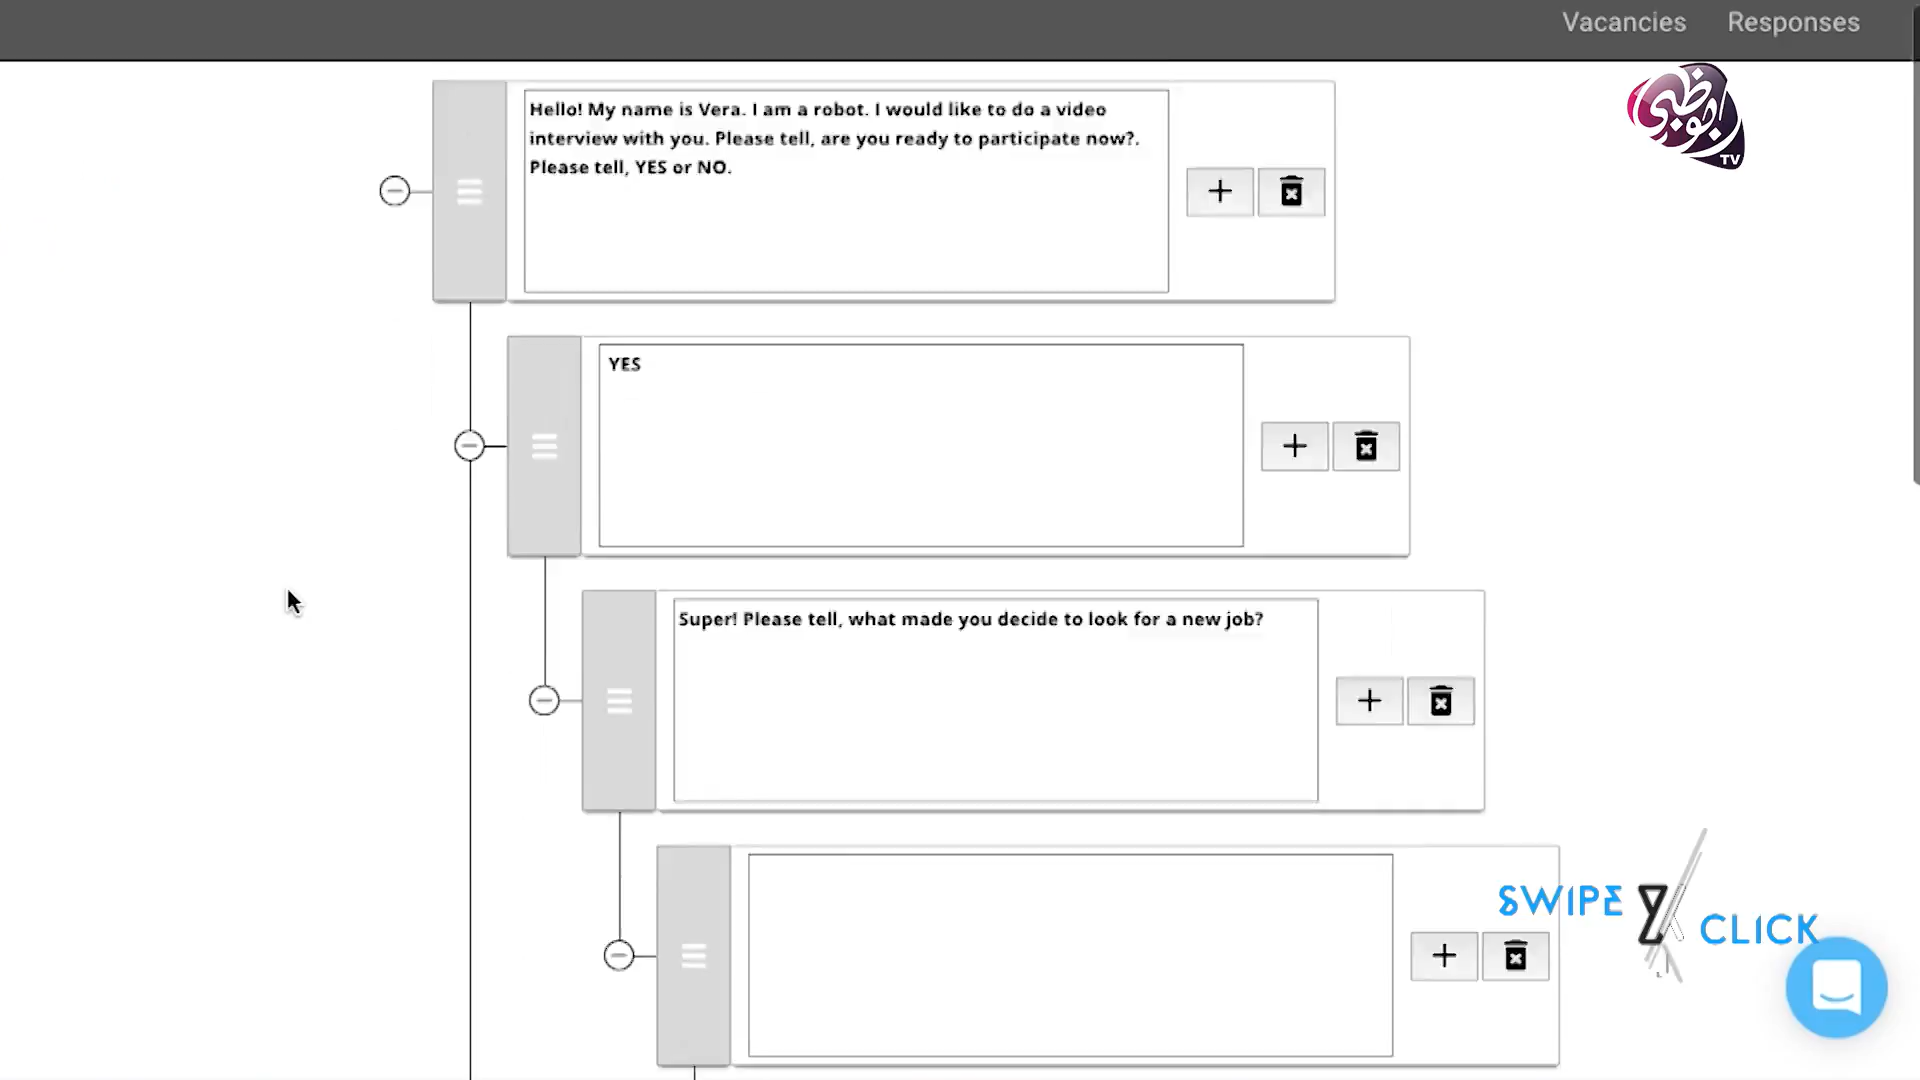 Vacancies Responses
Hello! My name is Vera. I am a robot. I would like to do a video
interview with you. Please tell, are you ready to participate now?.
Please tell, YES or NO.
أبوظبي
TV
YES
Super! Please tell, what made you decide to look for a new job?
SWIPE
CLICK